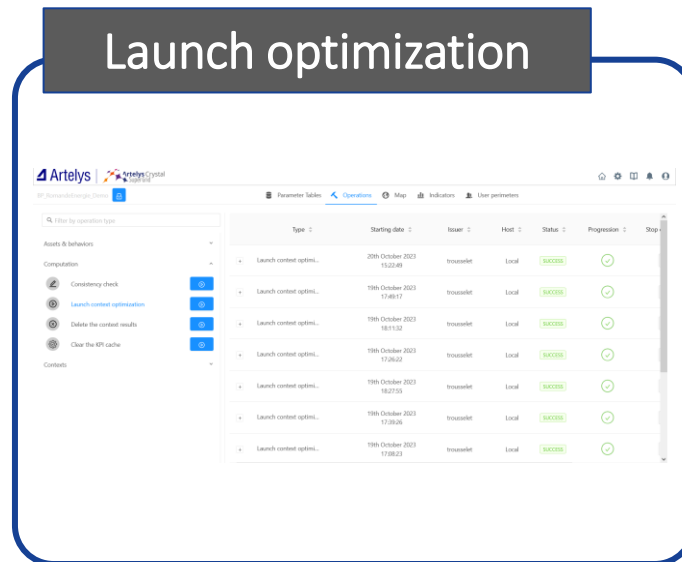 Launch optimization
Artelys | Artelys Crystal
Parameter Tables Operations Map Indicators User perimeters
Filter by operation type
Assets & behaviors
Computation
Consistency check
Launch context optimization
Delete the context results
Clear the KPI cache
Contexts
Type Starting date Issuer Host Status Progression Stop
Launch context optimi... 20th October 2023 15:22:49 trousselet Local SUCCESS
Launch context optimi... 19th October 2023 17:49:17 trousselet Local SUCCESS
Launch context optimi... 19th October 2023 18:11:32 trousselet Local SUCCESS
Launch context optimi... 19th October 2023 17:26:22 trousselet Local SUCCESS
Launch context optimi... 19th October 2023 18:27:55 trousselet Local SUCCESS
Launch context optimi... 19th October 2023 17:39:26 trousselet Local SUCCESS
Launch context optimi... 19th October 2023 17:08:23 trousselet Local SUCCESS